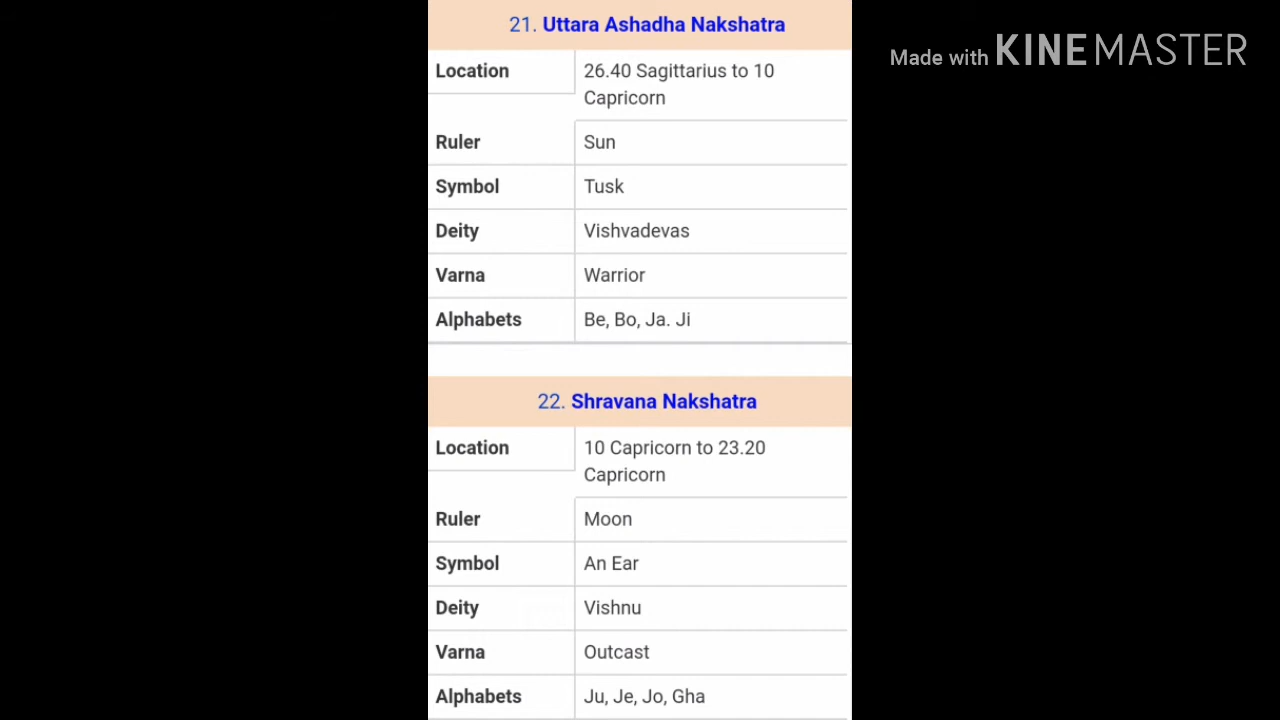 Made with KINEMASTER
21. Uttara Ashadha Nakshatra
Location 26.40 Sagittarius to 10
Capricorn
Ruler Sun
Symbol Tusk
Deity Vishvadevas
Varna Warrior
Alphabets Be, Bo, Ja. Ji
22. Shravana Nakshatra
Location 10 Capricorn to 23.20
Capricorn
Ruler Moon
Symbol An Ear
Deity Vishnu
Varna Outcast
Alphabets Ju, Je, Jo, Gha